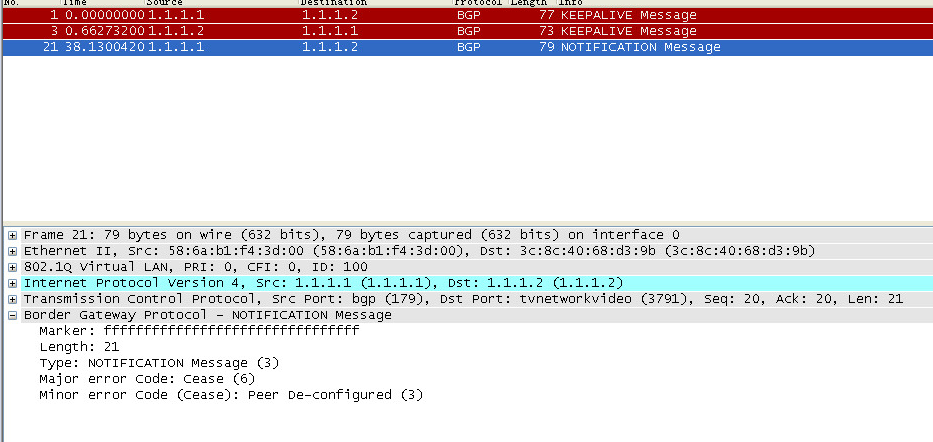 No. Time Source Destination Protocol Length Info
1 0.00000000 1.1.1.1 1.1.1.2 BGP 77 KEEPALIVE Message
3 0.66273200 1.1.1.2 1.1.1.1 BGP 73 KEEPALIVE Message
21 38.1300420 1.1.1.1 1.1.1.2 BGP 79 NOTIFICATION Message
Frame 21: 79 bytes on wire (632 bits), 79 bytes captured (632 bits) on interface 0
Ethernet II, Src: 58:6a:b1:f4:3d:00 (58:6a:b1:f4:3d:00), Dst: 3c:8c:40:68:d3:9b (3c:8c:40:68:d3:9b)
802.1Q Virtual LAN, PRI: 0, CFI: 0, ID: 100
Internet Protocol Version 4, Src: 1.1.1.1 (1.1.1.1), Dst: 1.1.1.2 (1.1.1.2)
Transmission Control Protocol, Src Port: bgp (179), Dst Port: tvnetworkvideo (3791), Seq: 20, Ack: 20, Len: 21
Border Gateway Protocol - NOTIFICATION Message
Marker: ffffffffffffffffffffffffffffffff
Length: 21
Type: NOTIFICATION Message (3)
Major error Code: Cease (6)
Minor error Code (Cease): Peer De-configured (3)